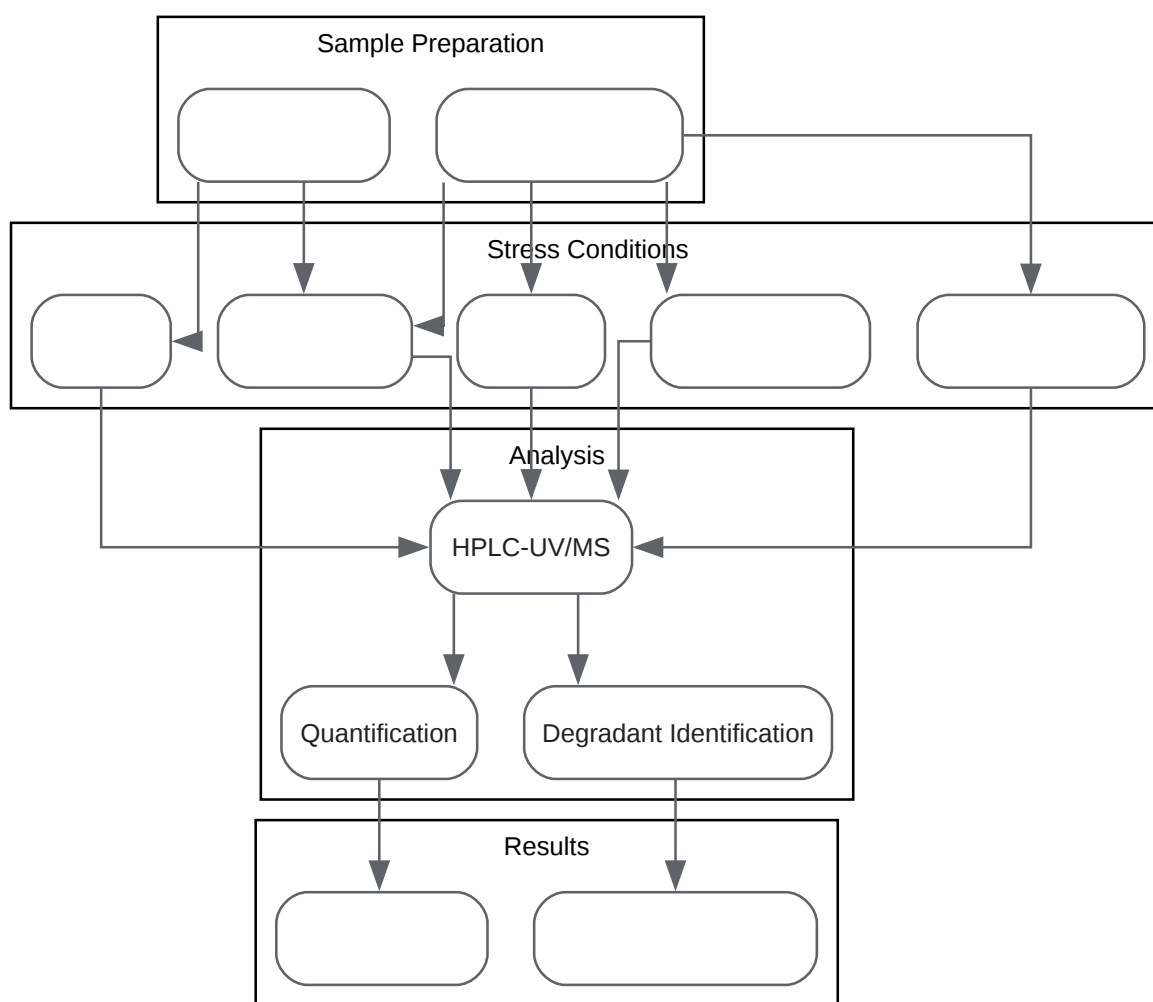 Sample Preparation
Stress Conditions
Analysis
HPLC-UV/MS
Quantification
Degradant Identification
Results